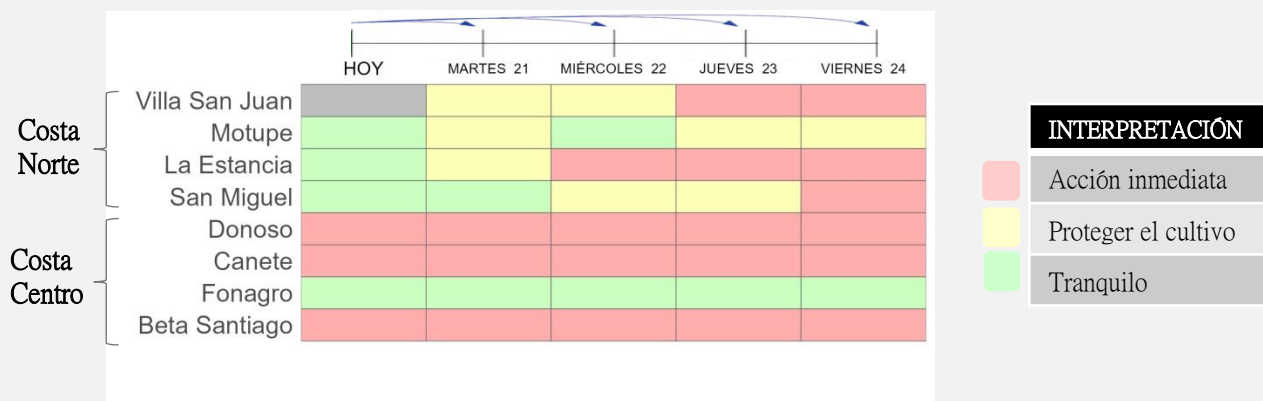 HOY MARTES 21 MIÉRCOLES 22 JUEVES 23 VIERNES 24
Costa
Norte
Villa San Juan
Motupe
La Estancia
San Miguel
Costa
Centro
Donoso
Canete
Fonagro
Beta Santiago
INTERPRETACIÓN
Acción inmediata
Proteger el cultivo
Tranquilo